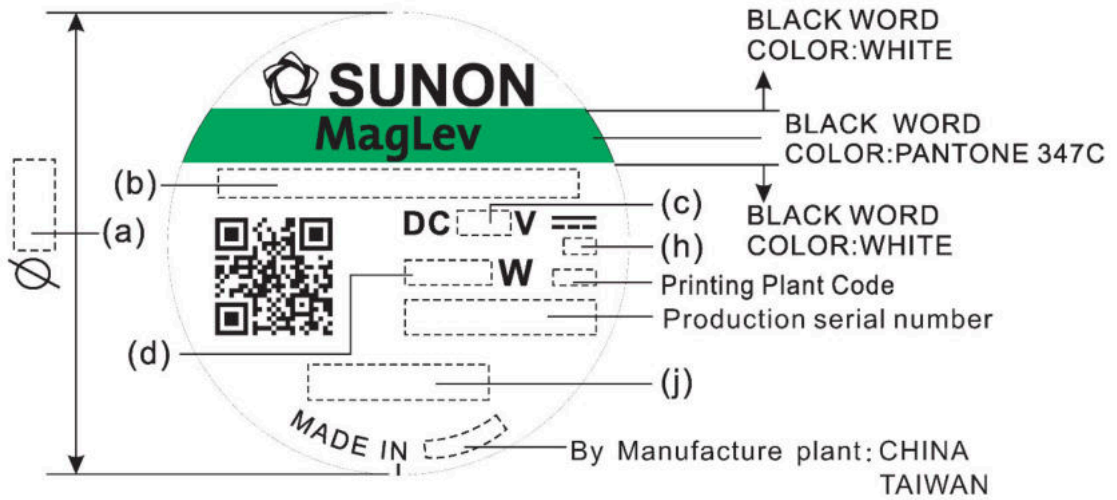 BLACK WORD
COLOR:WHITE
SUNON
MagLev
BLACK WORD
COLOR:PANTONE 347C
(b)
(a)
Ø
DC V
(c)
BLACK WORD
COLOR:WHITE
(h)
W
Printing Plant Code
Production serial number
(d)
(j)
MADE IN
By Manufacture plant: CHINA
TAIWAN